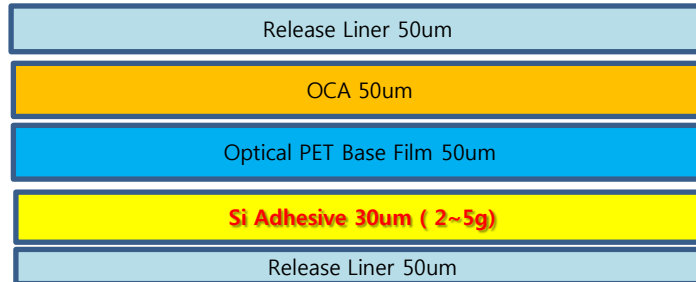 Release Liner 50um
OCA 50um
Optical PET Base Film 50um
Si Adhesive 30um ( 2~5g)
Release Liner 50um